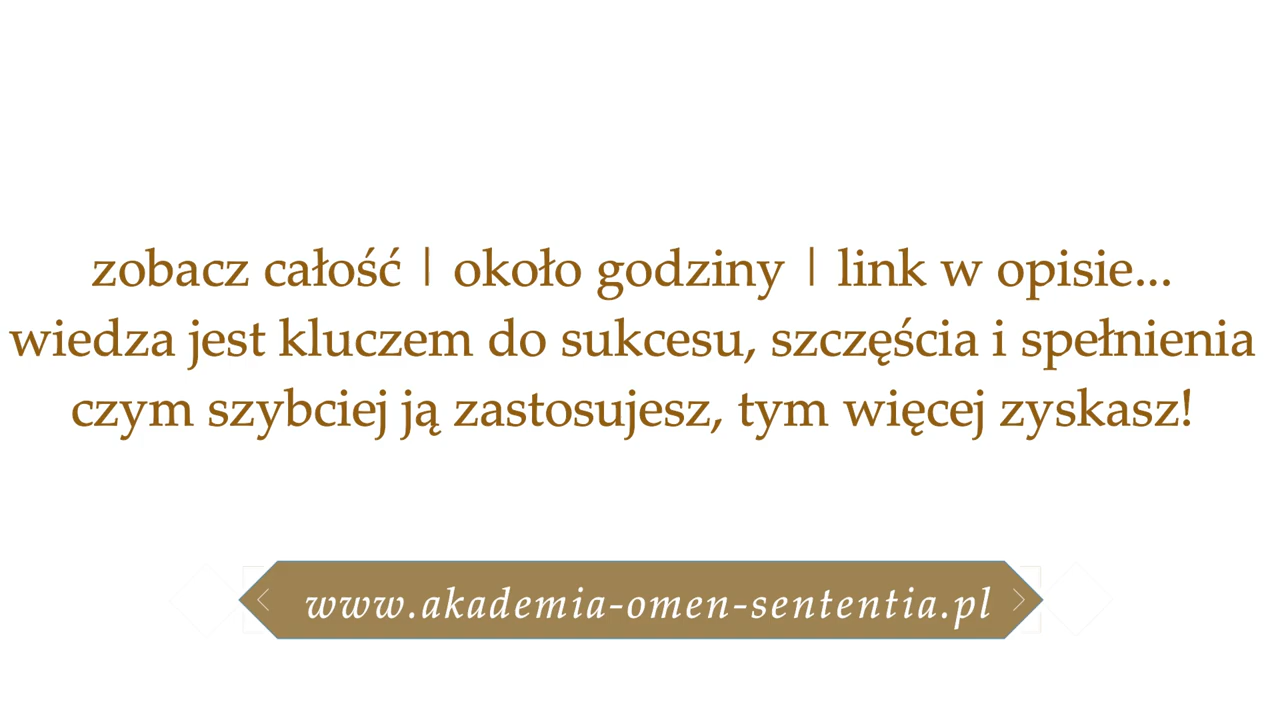 zobacz całość | około godziny | link w opisie...
wiedza jest kluczem do sukcesu, szczęścia i spełnienia
czym szybciej ją zastosujesz, tym więcej zyskasz!
www.akademia-omen-sententia.pl